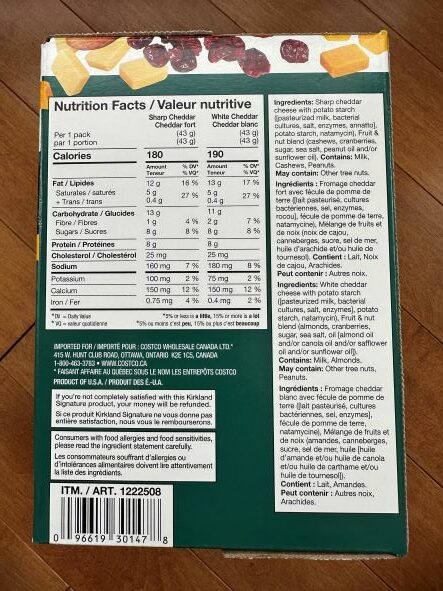 Nutrition Facts / Valeur nutritive
Sharp Cheddar White Cheddar
Cheddar fort Cheddar blanc
Per 1 pack (43 g) (43 g)
par 1 portion (43 g) (43 g)
Calories 180 190
Amount % DV* Amount % DV*
Teneur % VQ* Teneur % VQ*
Fat / Lipides 12 g 16 % 13 g 17 %
Saturates / saturés 5 g 27 % 5 g 27 %
+ Trans / trans 0.4 g 0.4 g
Carbohydrate / Glucides 13 g 11 g
Fibre / Fibres 1 g 4 % 2 g 7 %
Sugars / Sucres 8 g 8 % 8 g 8 %
Protein / Protéines 8 g 8 g
Cholesterol / Cholestérol 25 mg 25 mg
Sodium 160 mg 7 % 180 mg 8 %
Potassium 100 mg 2 % 75 mg 2 %
Calcium 150 mg 12 % 150 mg 12 %
Iron / Fer 0.75 mg 4 % 0.4 mg 2 %
*DV = Daily Value *5% or less is a little, 15% or more is a lot
*VQ = valeur quotidienne *5% ou moins c'est peu, 15% ou plus c'est beaucoup
IMPORTED FOR / IMPORTÉ POUR : COSTCO WHOLESALE CANADA LTD.*
415 W. HUNT CLUB ROAD, OTTAWA, ONTARIO K2E 1C5, CANADA
1-800-463-3783 • WWW.COSTCO.CA
* FAISANT AFFAIRE AU QUÉBEC SOUS LE NOM LES ENTREPÔTS COSTCO
PRODUCT OF U.S.A. / PRODUIT DES É.-U.A.
If you're not completely satisfied with this Kirkland
Signature product, your money will be refunded.
Si ce produit Kirkland Signature ne vous donne pas
entière satisfaction, nous vous le rembourserons.
Consumers with food allergies and food sensitivities,
please read the ingredient statement carefully.
Les consommateurs souffrant d'allergies ou
d'intolérances alimentaires doivent lire attentivement
la liste des ingrédients.
ITM. / ART. 1222508
0 96619 30147 8
Ingredients: Sharp cheddar
cheese with potato starch
([pasteurized milk, bacterial
cultures, salt, enzymes, annatto],
potato starch, natamycin), Fruit &
nut blend (cashews, cranberries,
sugar, sea salt, peanut oil and/or
sunflower oil). Contains: Milk,
Cashews, Peanuts.
May contain: Other tree nuts.
Ingrédients : Fromage cheddar
fort avec fécule de pomme de
terre ([lait pasteurisé, cultures
bactériennes, sel, enzymes,
rocou], fécule de pomme de terre,
natamycine), Mélange de fruits et
de noix (noix de cajou,
canneberges, sucre, sel de mer,
huile d'arachide et/ou huile de
tournesol). Contient : Lait, Noix
de cajou, Arachides.
Peut contenir : Autres noix.
Ingredients: White cheddar
cheese with potato starch
([pasteurized milk, bacterial
cultures, salt, enzymes], potato
starch, natamycin), Fruit & nut
blend (almonds, cranberries,
sugar, sea salt, oil [almond oil
and/or canola oil and/or safflower
oil and/or sunflower oil]).
Contains: Milk, Almonds.
May contain: Other tree nuts,
Peanuts.
Ingrédients : Fromage cheddar
blanc avec fécule de pomme de
terre ([lait pasteurisé, cultures
bactériennes, sel, enzymes],
fécule de pomme de terre,
natamycine), Mélange de fruits et
de noix (amandes, canneberges,
sucre, sel de mer, huile [huile
d'amande et/ou huile de canola
et/ou huile de carthame et/ou
huile de tournesol]).
Contient : Lait, Amandes.
Peut contenir : Autres noix,
Arachides.